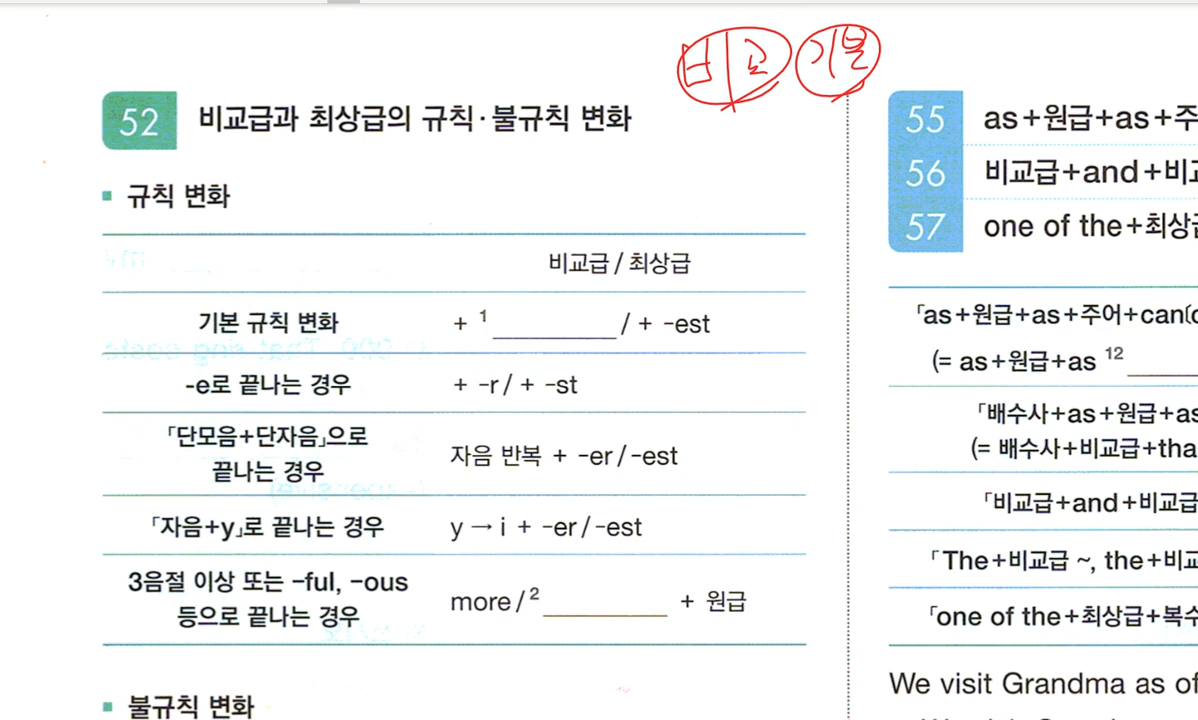 비교 기본
52 비교급과 최상급의 규칙·불규칙 변화
▪ 규칙 변화
비교급 / 최상급
기본 규칙 변화 + 1 ________ / + -est
-e로 끝나는 경우 + -r / + -st
「단모음+단자음」으로
끝나는 경우 자음 반복 + -er / -est
「자음+y」로 끝나는 경우 y → i + -er / -est
3음절 이상 또는 -ful, -ous
등으로 끝나는 경우 more / 2 ________ + 원급
▪ 불규칙 변화
55 as+원급+as+주
56 비교급+and+비교
57 one of the+최상급
「as+원급+as+주어+can(c
(= as+원급+as 12 ________
「배수사+as+원급+as
(= 배수사+비교급+tha
「비교급+and+비교급
「The+비교급 ~, the+비교
「one of the+최상급+복수
We visit Grandma as of